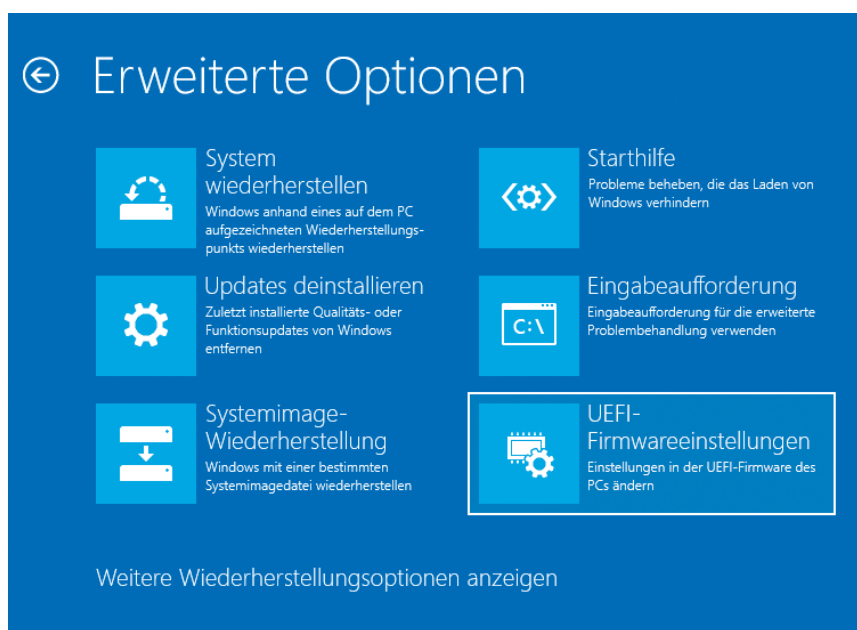 Erweiterte Optionen
System
wiederherstellen
Windows anhand eines auf dem PC
aufgezeichneten Wiederherstellungs-
punkts wiederherstellen
Starthilfe
Probleme beheben, die das Laden von
Windows verhindern
Updates deinstallieren
Zuletzt installierte Qualitäts- oder
Funktionsupdates von Windows
entfernen
Eingabeaufforderung
C:\
Eingabeaufforderung für die erweiterte
Problembehandlung verwenden
Systemimage-
Wiederherstellung
Windows mit einer bestimmten
Systemimagedatei wiederherstellen
UEFI-
Firmwareeinstellungen
Einstellungen in der UEFI-Firmware des
PCs ändern
Weitere Wiederherstellungsoptionen anzeigen